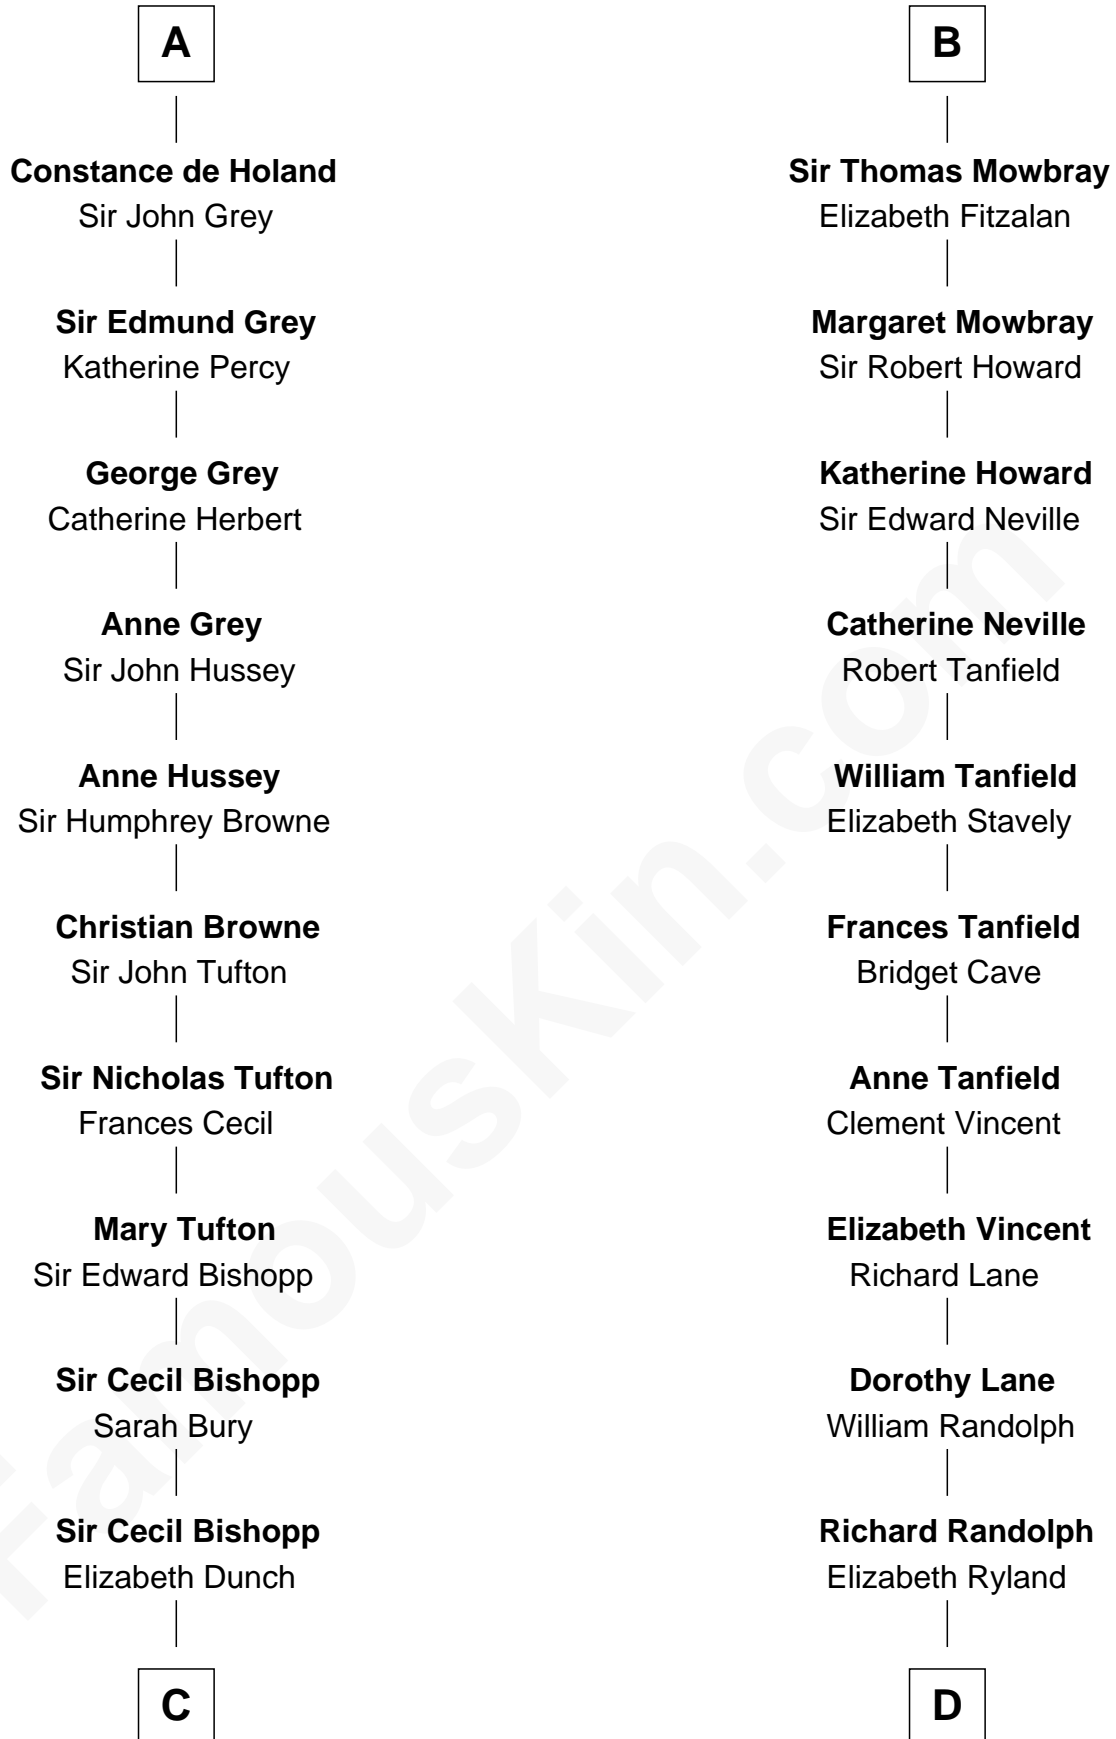 A
Constance de Holand
Sir John Grey
Sir Edmund Grey
Katherine Percy
George Grey
Catherine Herbert
Anne Grey
Sir John Hussey
Anne Hussey
Sir Humphrey Browne
Christian Browne
Sir John Tufton
Sir Nicholas Tufton
Frances Cecil
Mary Tufton
Sir Edward Bishopp
Sir Cecil Bishopp
Sarah Bury
Sir Cecil Bishopp
Elizabeth Dunch
C
B
Sir Thomas Mowbray
Elizabeth Fitzalan
Margaret Mowbray
Sir Robert Howard
Katherine Howard
Sir Edward Neville
Catherine Neville
Robert Tanfield
William Tanfield
Elizabeth Stavely
Frances Tanfield
Bridget Cave
Anne Tanfield
Clement Vincent
Elizabeth Vincent
Richard Lane
Dorothy Lane
William Randolph
Richard Randolph
Elizabeth Ryland
D
FamousKin.com